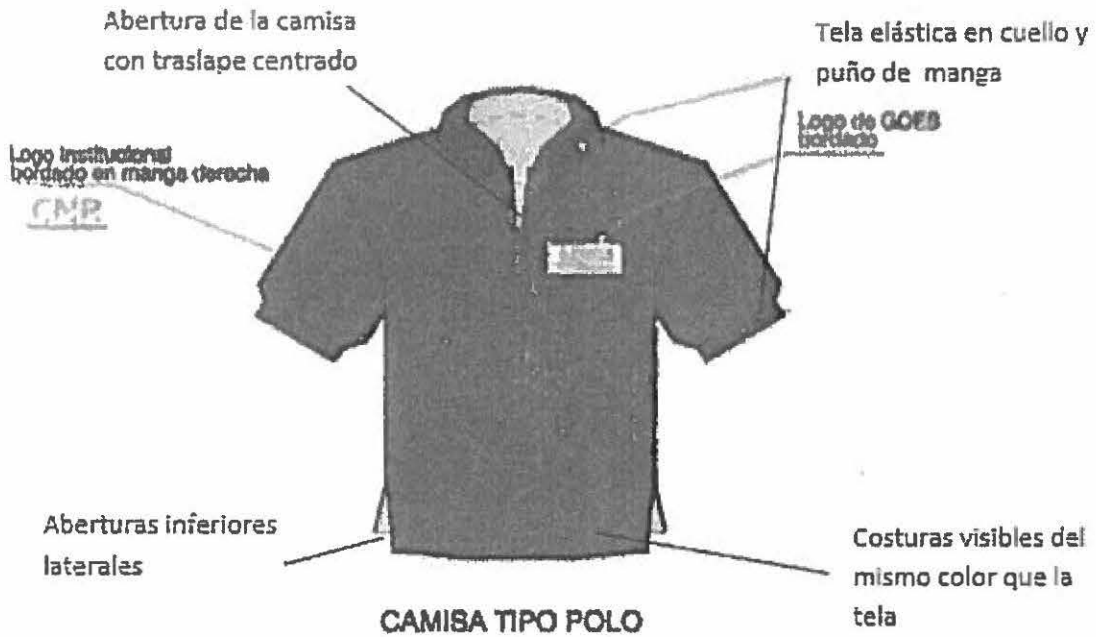 Abertura de la camisa
con traslape centrado
Tela elástica en cuello y
puño de manga
Logo de GOES
bordado
Logo Institucional
bordado en manga derecha
CMP.
Aberturas inferiores
laterales
Costuras visibles del
mismo color que la
tela
CAMISA TIPO POLO